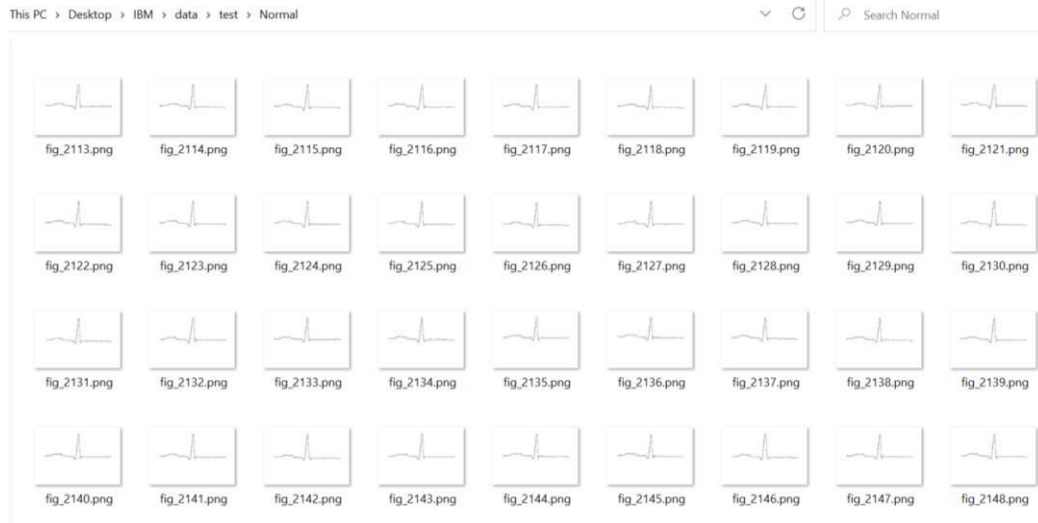 This PC > Desktop > IBM > data > test > Normal
Search Normal
fig_2113.png fig_2114.png fig_2115.png fig_2116.png fig_2117.png fig_2118.png fig_2119.png fig_2120.png fig_2121.png
fig_2122.png fig_2123.png fig_2124.png fig_2125.png fig_2126.png fig_2127.png fig_2128.png fig_2129.png fig_2130.png
fig_2131.png fig_2132.png fig_2133.png fig_2134.png fig_2135.png fig_2136.png fig_2137.png fig_2138.png fig_2139.png
fig_2140.png fig_2141.png fig_2142.png fig_2143.png fig_2144.png fig_2145.png fig_2146.png fig_2147.png fig_2148.png